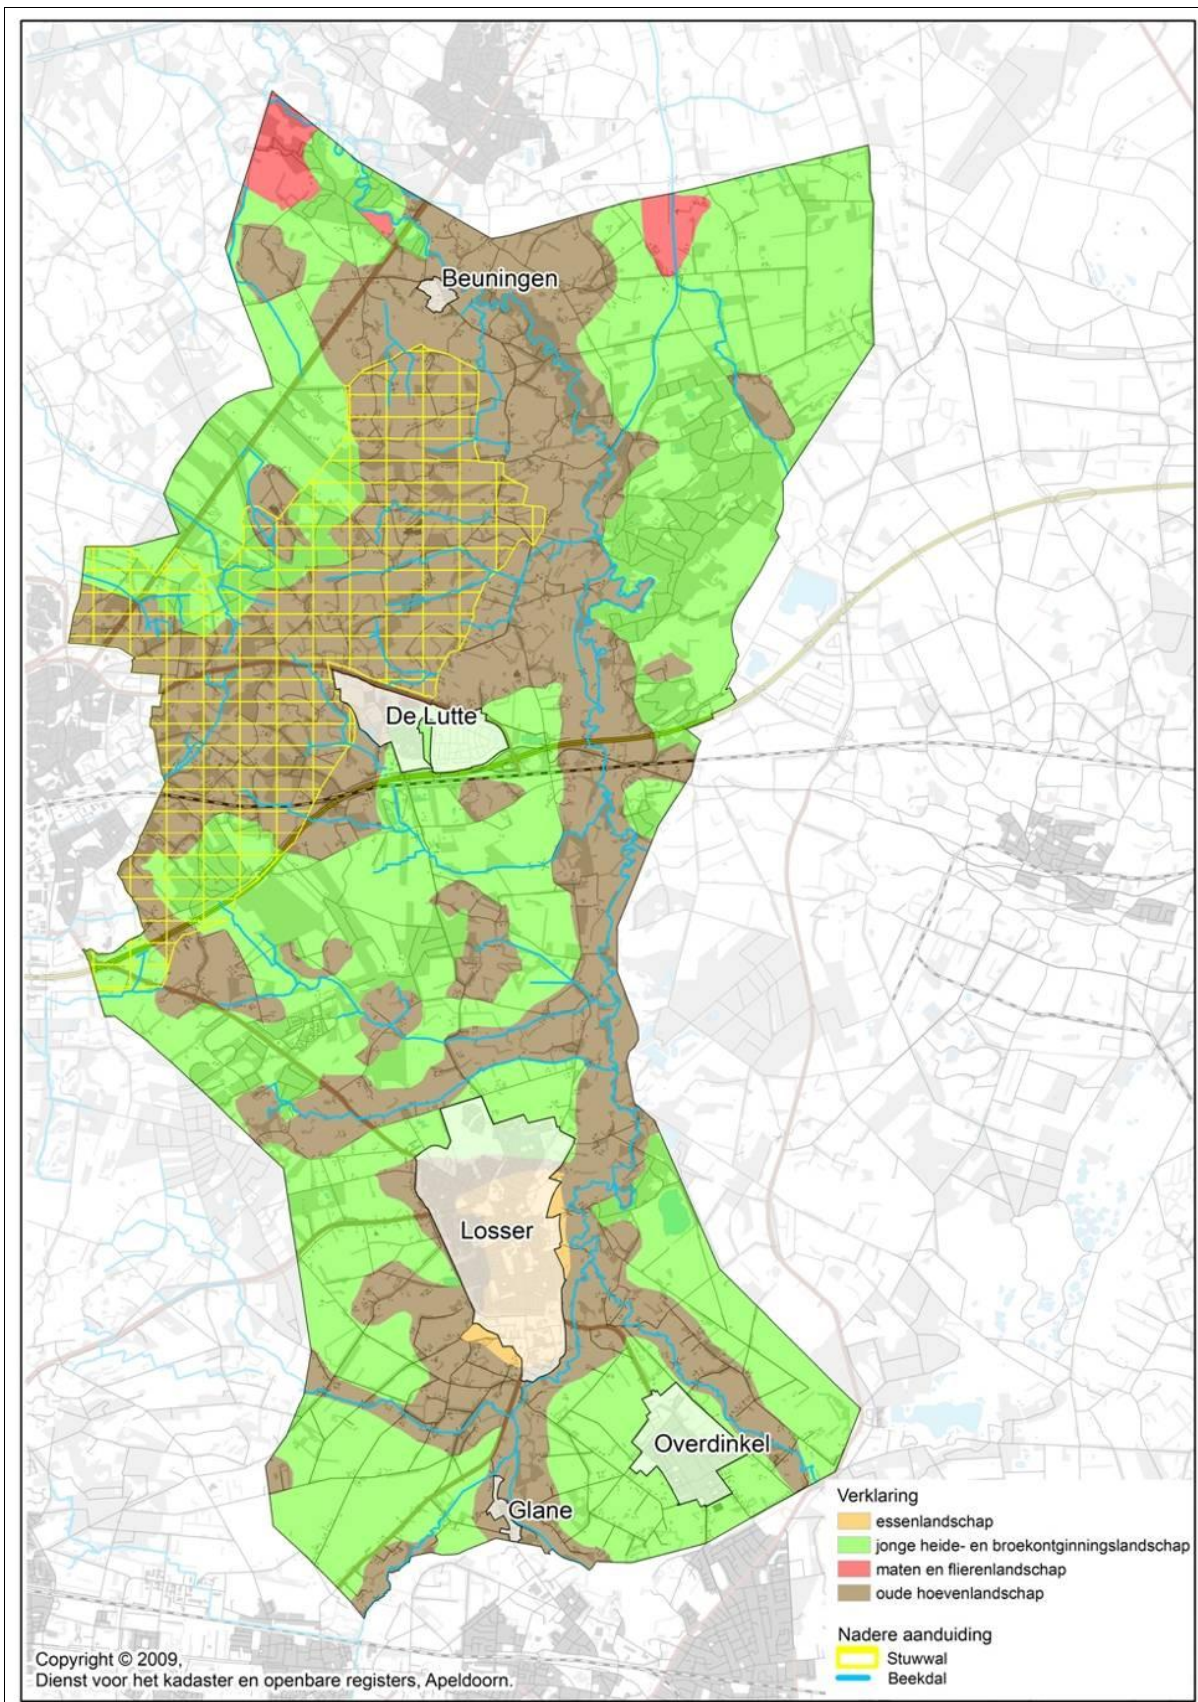 Beuningen
De Lutte
Losser
Overdinkel
Glane
Verklaring
essenlandschap
jonge heide- en broekontginningslandschap
maten en flierenlandschap
oude hoevenlandschap
Nadere aanduiding
Stuwwal
Beekdal
Copyright © 2009,
Dienst voor het kadaster en openbare registers, Apeldoorn.